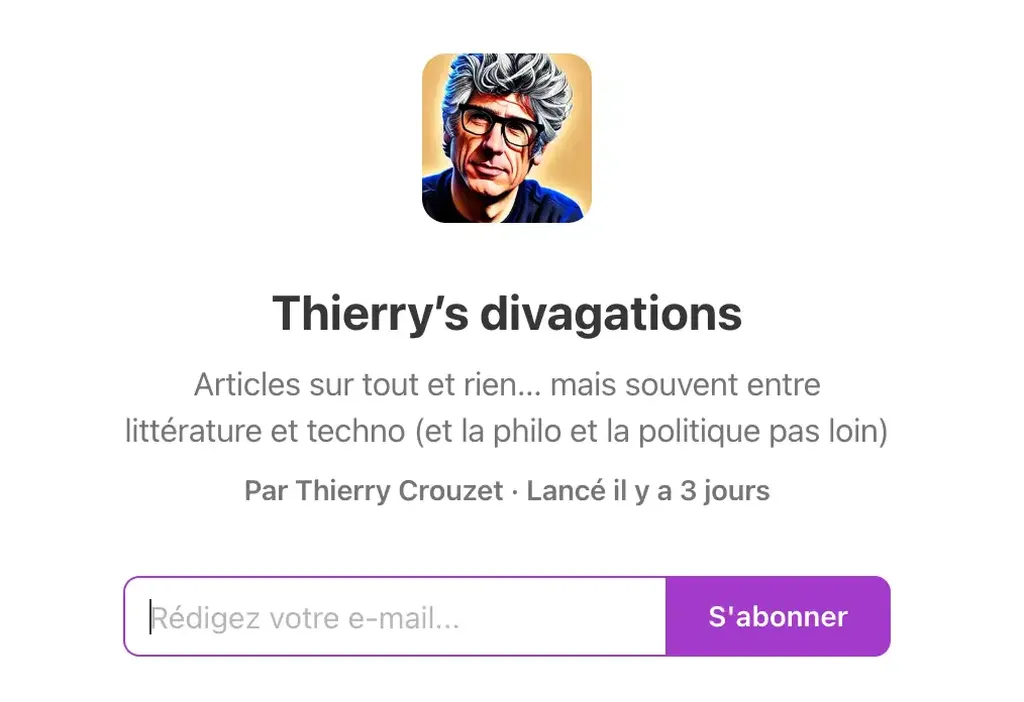 Thierry’s divagations
Articles sur tout et rien... mais souvent entre
littérature et techno (et la philo et la politique pas loin)
Par Thierry Crouzet · Lancé il y a 3 jours
Rédigez votre e-mail...
S'abonner